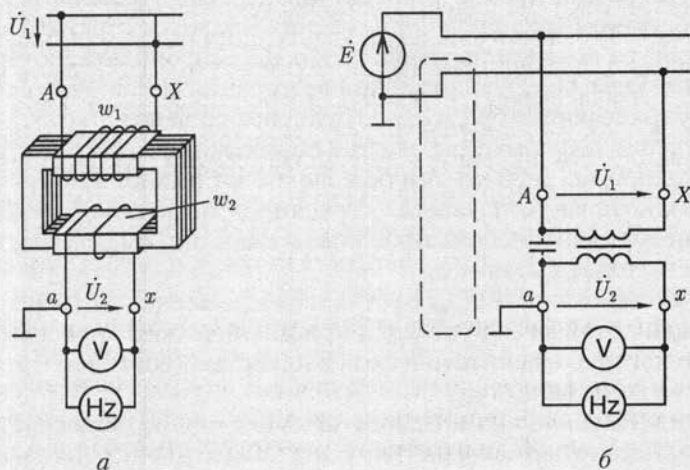 U̇₁
A X
w₁
w₂
a U̇₂ x
V
Hz
а
Ė
A U̇₁ X
a U̇₂ x
V
Hz
б